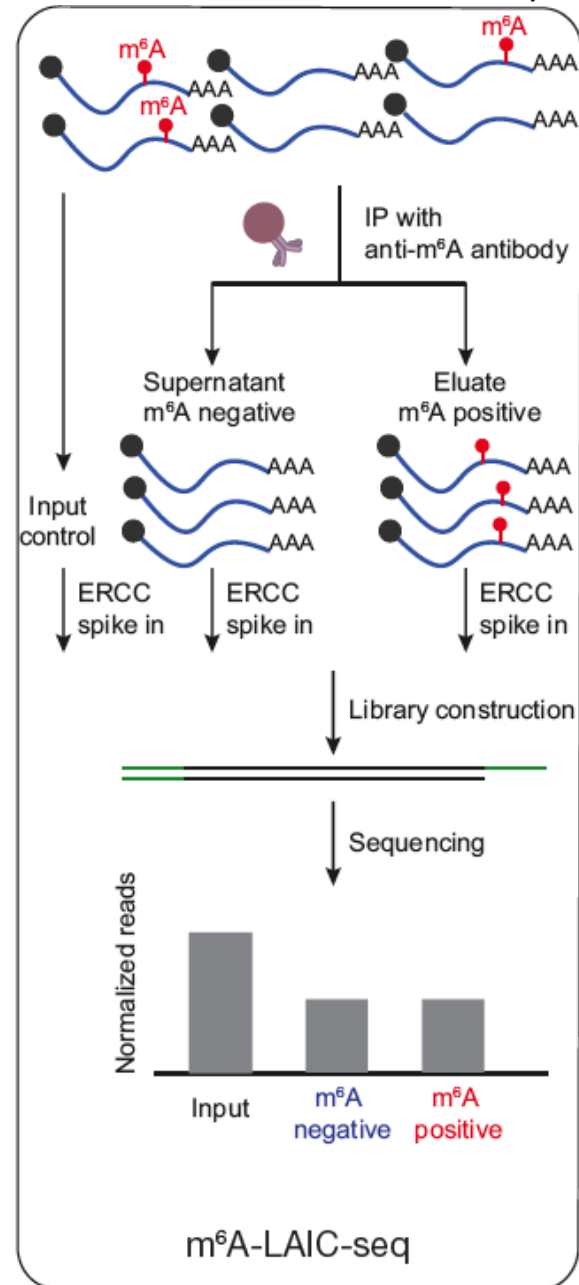 m⁶A
m⁶A
AAA
AAA
AAA
m⁶A
AAA
AAA
AAA
IP with
anti-m⁶A antibody
Supernatant
m⁶A negative
Eluate
m⁶A positive
AAA
AAA
AAA
AAA
AAA
AAA
Input
control
ERCC
spike in
ERCC
spike in
ERCC
spike in
Library construction
Sequencing
Normalized reads
Input
m⁶A
negative
m⁶A
positive
m⁶A-LAIC-seq